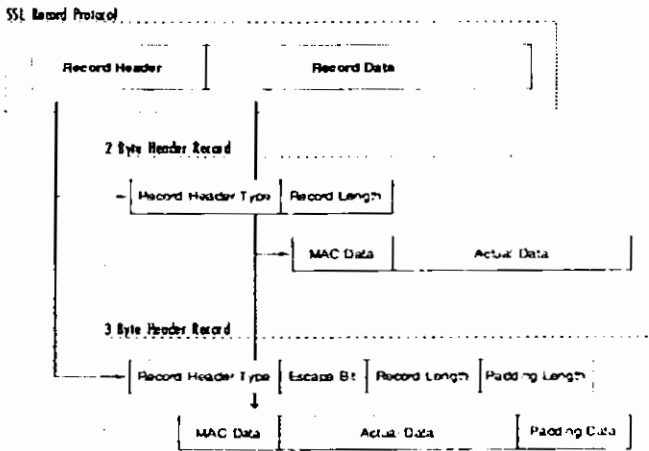 SSL Record Protocol
Record Header Record Data
2 Byte Header Record
Record Header Type Record Length
MAC Data Actual Data
3 Byte Header Record
Record Header Type Escape Bit Record Length Padding Length
MAC Data Actual Data Padding Data